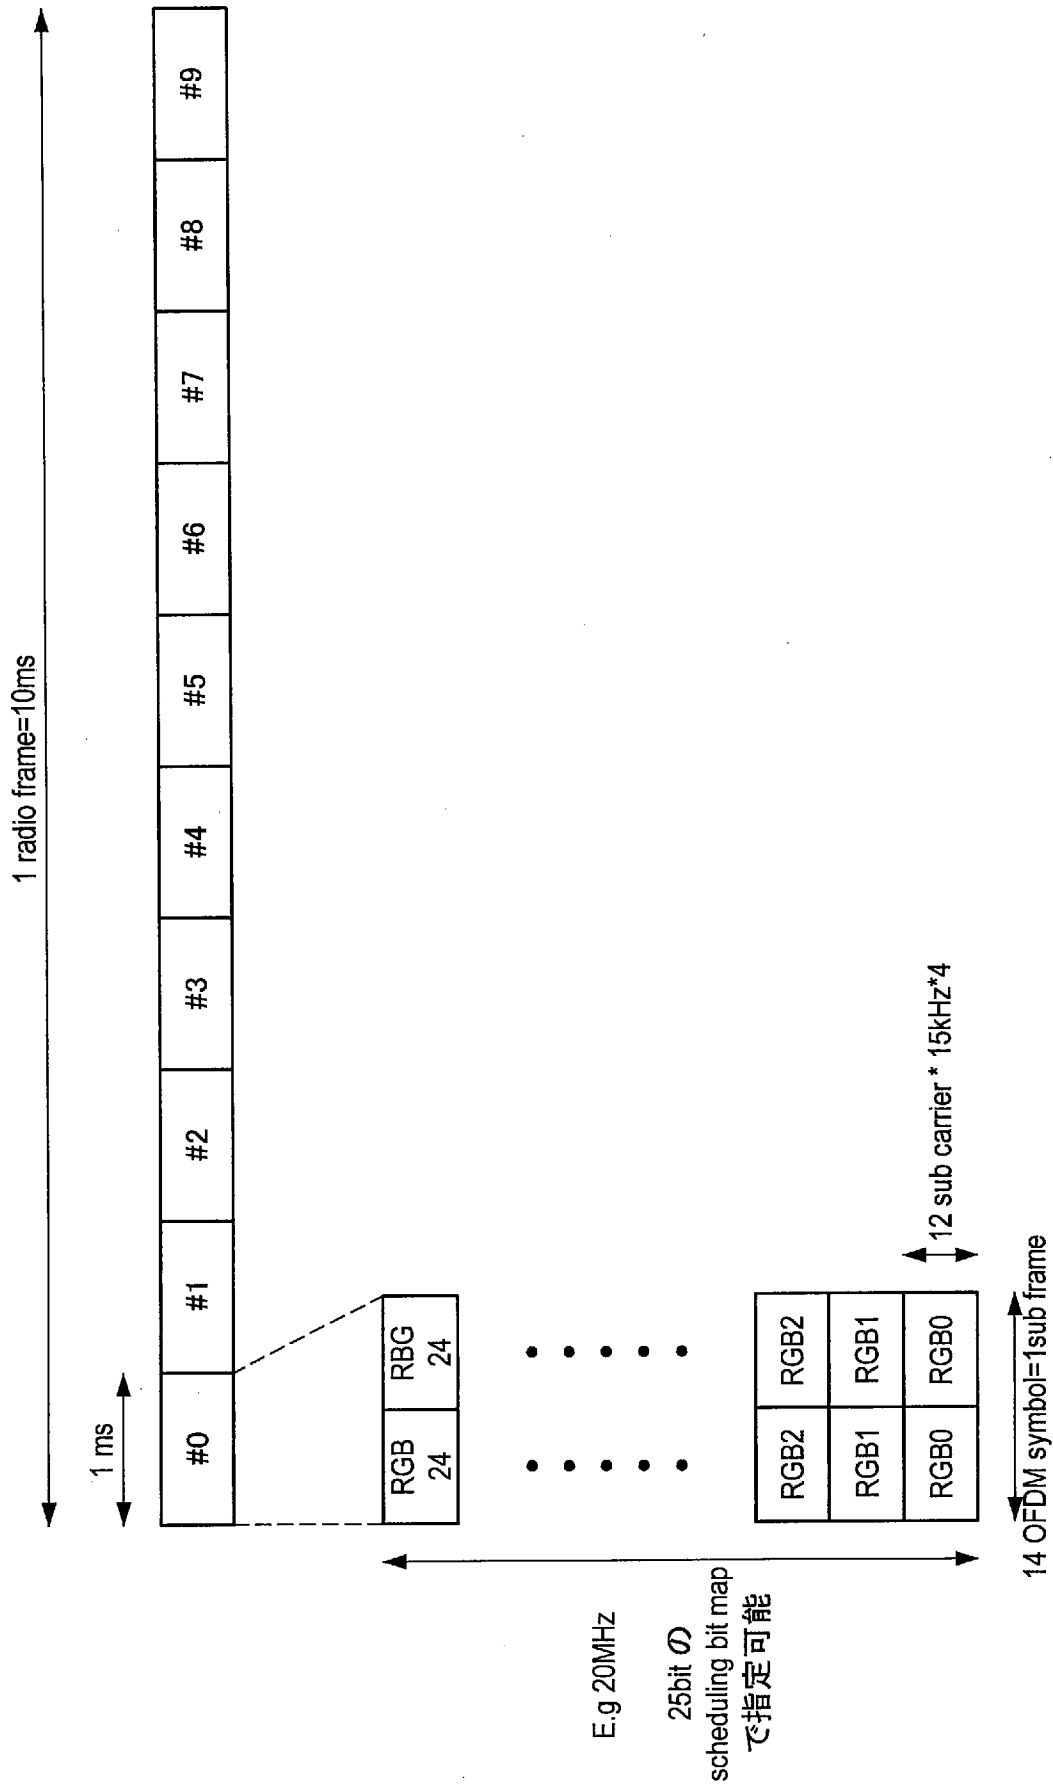 1 radio frame=10ms
1 ms
#0
#1
#2
#3
#4
#5
#6
#7
#8
#9
RGB
24
RBG
24
E.g 20MHz
25bit の
scheduling bit map
で指定可能
RGB2
RGB2
RGB1
RGB1
RGB0
RGB0
12 sub carrier * 15kHz*4
14 OFDM symbol=1sub frame